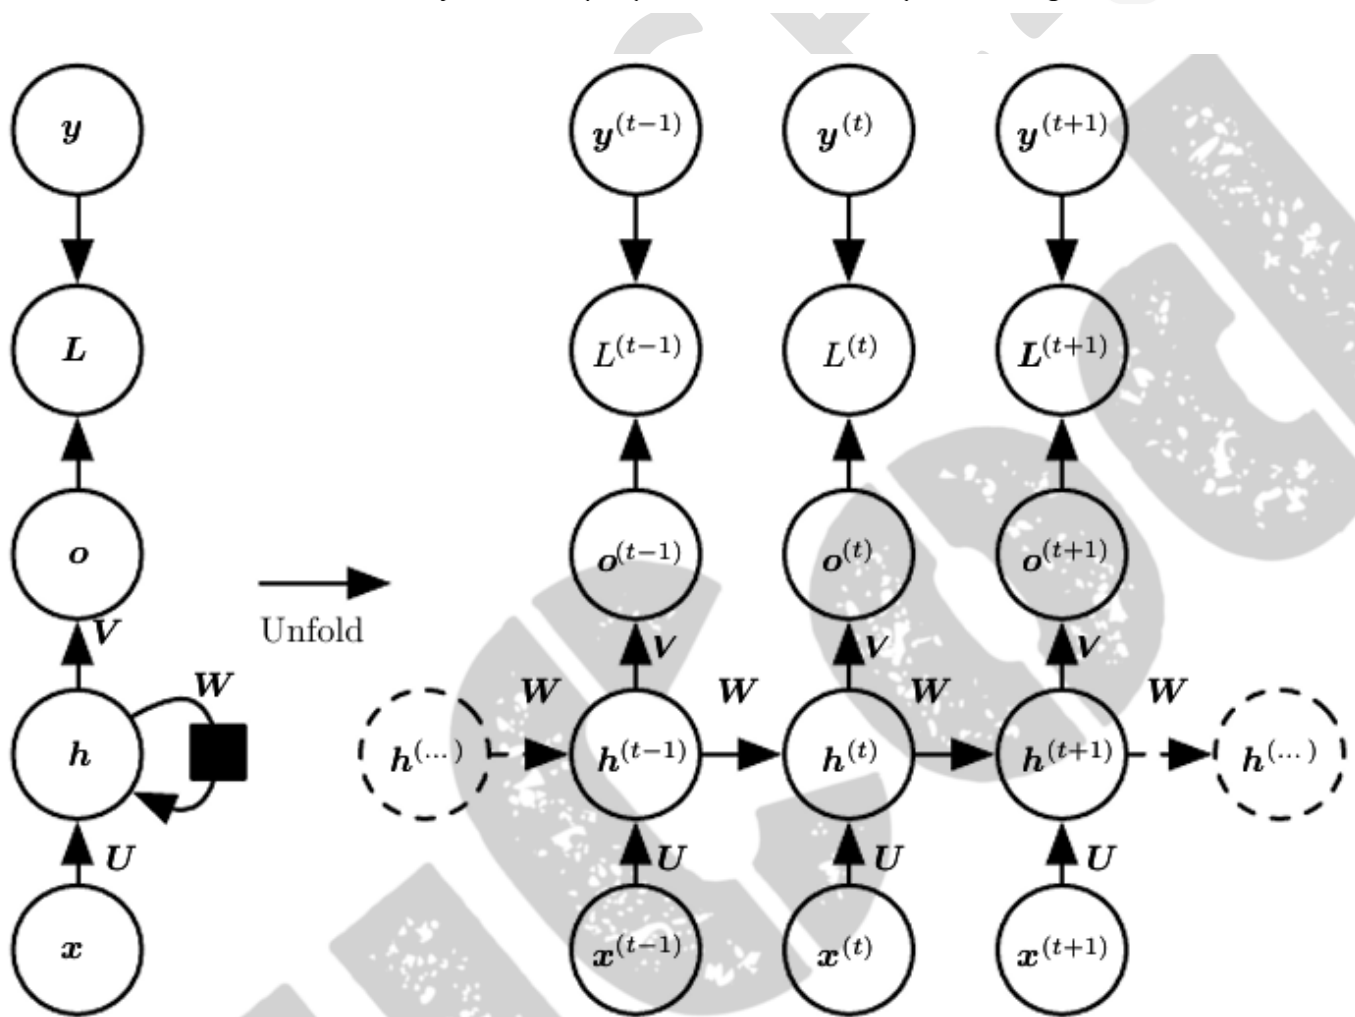 y y(t−1) y(t) y(t+1)
L L(t−1) L(t) L(t+1)
o o(t−1) o(t) o(t+1)
Unfold
V V V V
W W W W W
h h(...) h(t−1) h(t) h(t+1) h(...)
U U U U
x x(t−1) x(t) x(t+1)